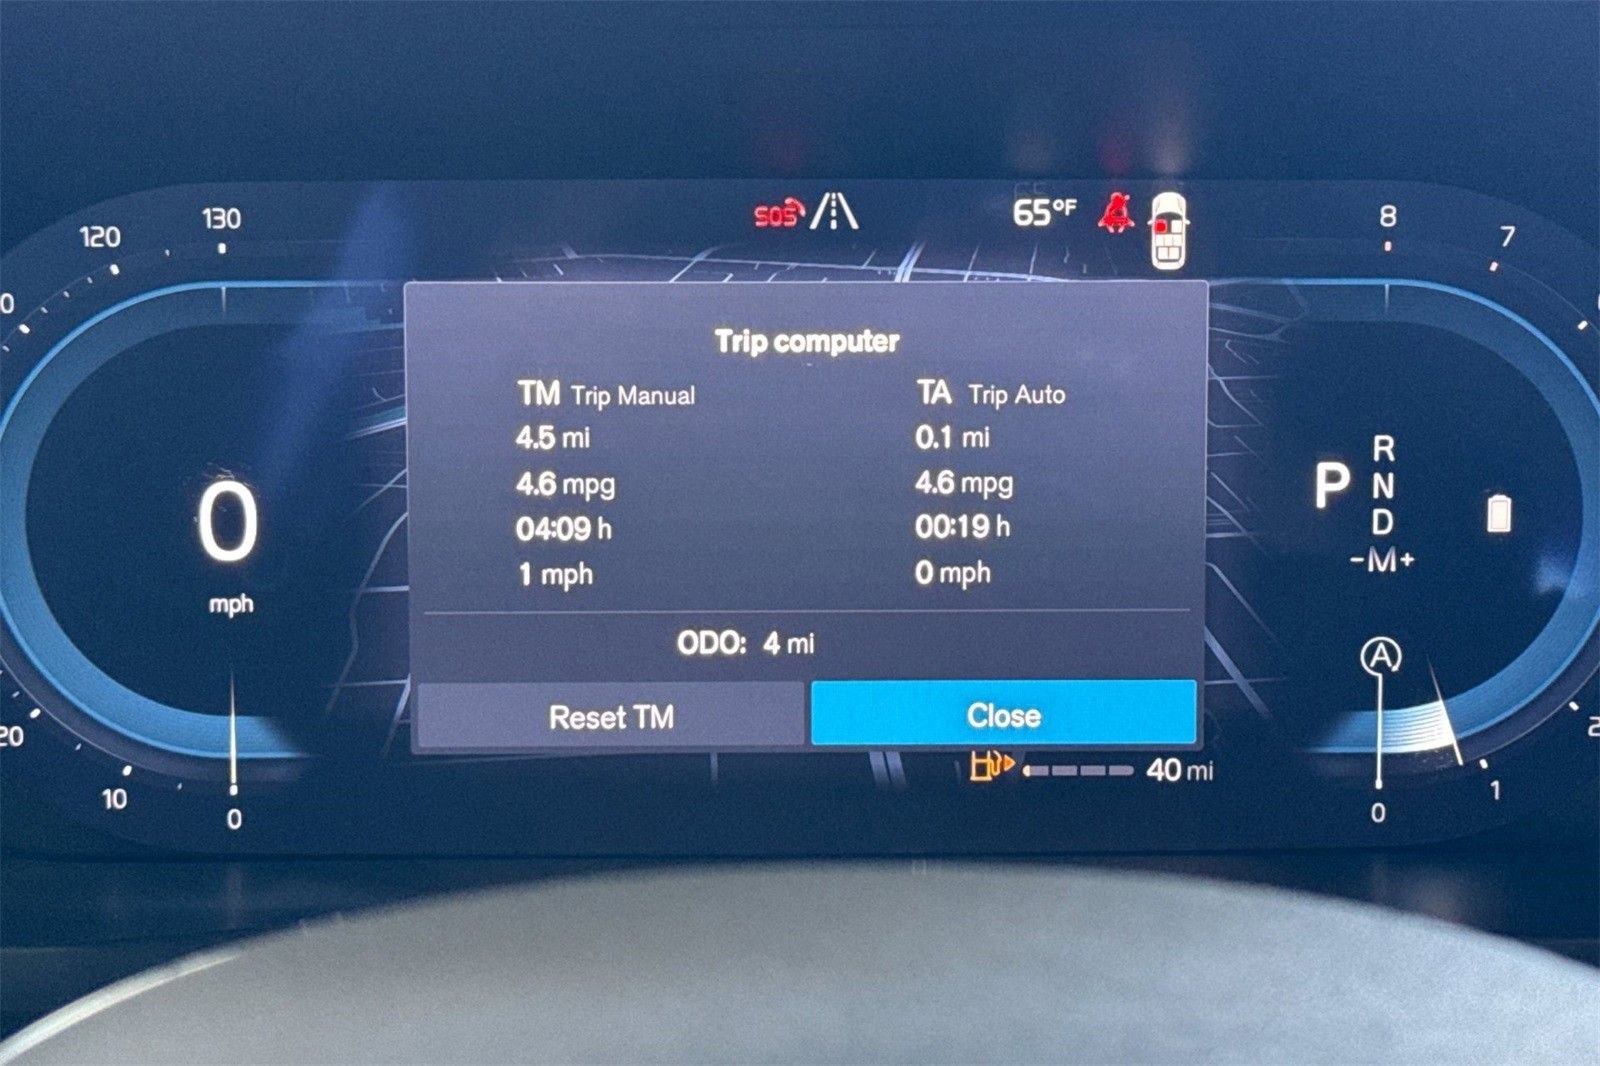 SOS
65°F
120
130
8
7
Trip computer
TM Trip Manual
TA Trip Auto
4.5 mi
0.1 mi
4.6 mpg
4.6 mpg
04:09 h
00:19 h
1 mph
0 mph
ODO: 4 mi
Reset TM
Close
0
mph
P
R
N
D
-M+
A
40 mi
20
10
0
0
1